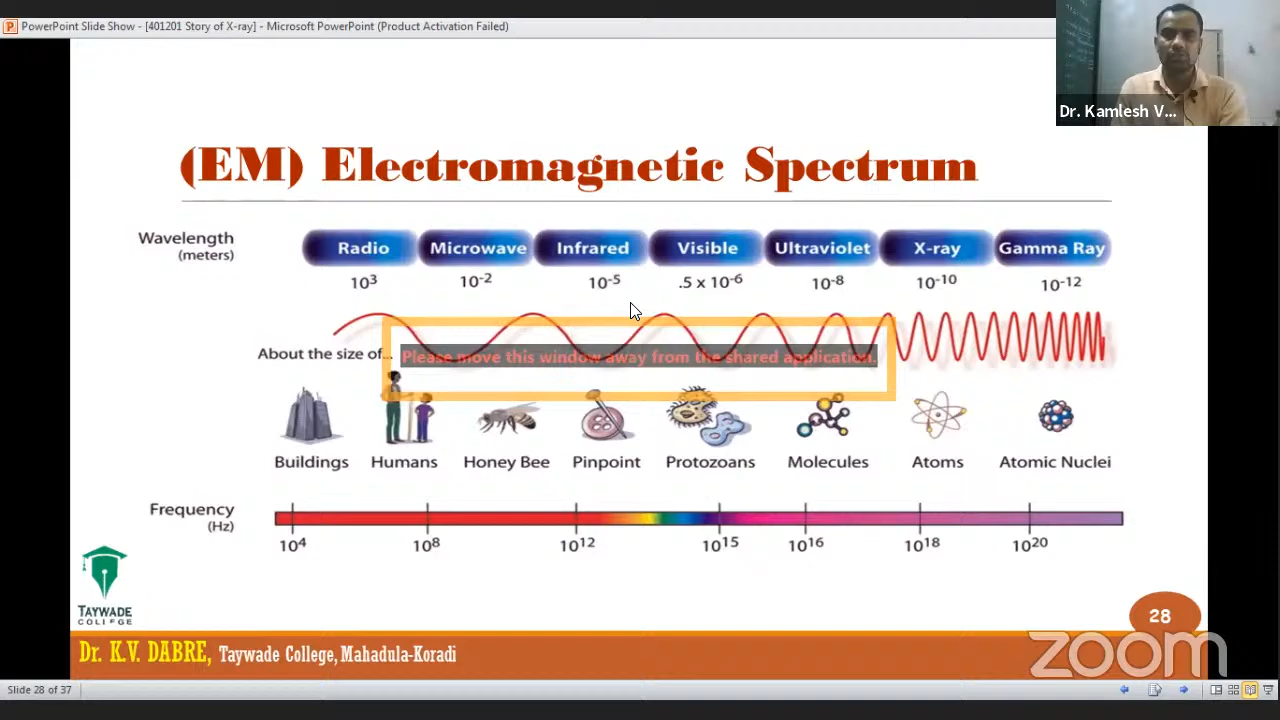 PowerPoint Slide Show - [401201 Story of X-ray] - Microsoft PowerPoint (Product Activation Failed)
Dr. Kamlesh V...
(EM) Electromagnetic Spectrum
Wavelength
(meters)
Radio Microwave Infrared Visible Ultraviolet X-ray Gamma Ray
10³ 10⁻² 10⁻⁵ .5 x 10⁻⁶ 10⁻⁸ 10⁻¹⁰ 10⁻¹²
About the size of...
Please move this window away from the shared application.
Buildings Humans Honey Bee Pinpoint Protozoans Molecules Atoms Atomic Nuclei
Frequency
(Hz)
10⁴ 10⁸ 10¹² 10¹⁵ 10¹⁶ 10¹⁸ 10²⁰
TAYWADE
COLLEGE
28
Dr. K.V. DABRE, Taywade College, Mahadula-Koradi
zoom
Slide 28 of 37